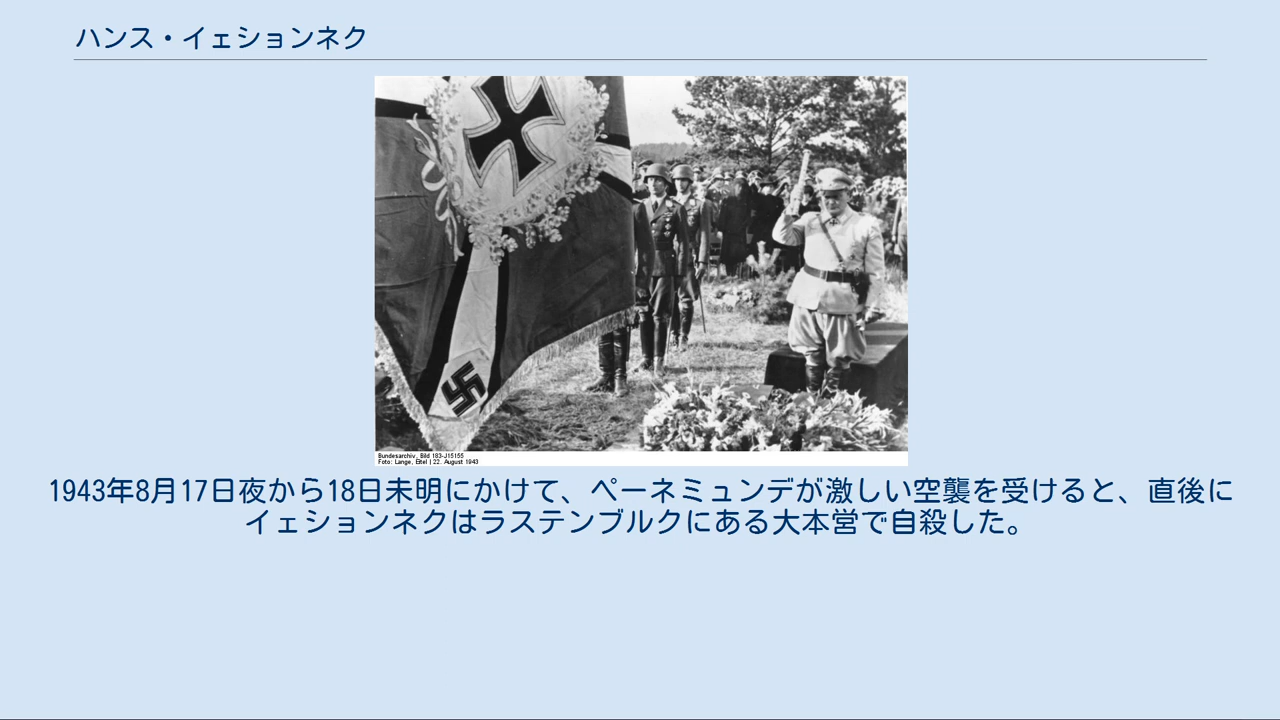 ハンス・イェションネク
Bundesarchiv, Bild 183-J15155
Foto: Lange, Eitel | 22. August 1943
1943年8月17日夜から18日未明にかけて、ペーネミュンデが激しい空襲を受けると、直後に
イェションネクはラステンブルクにある大本営で自殺した。